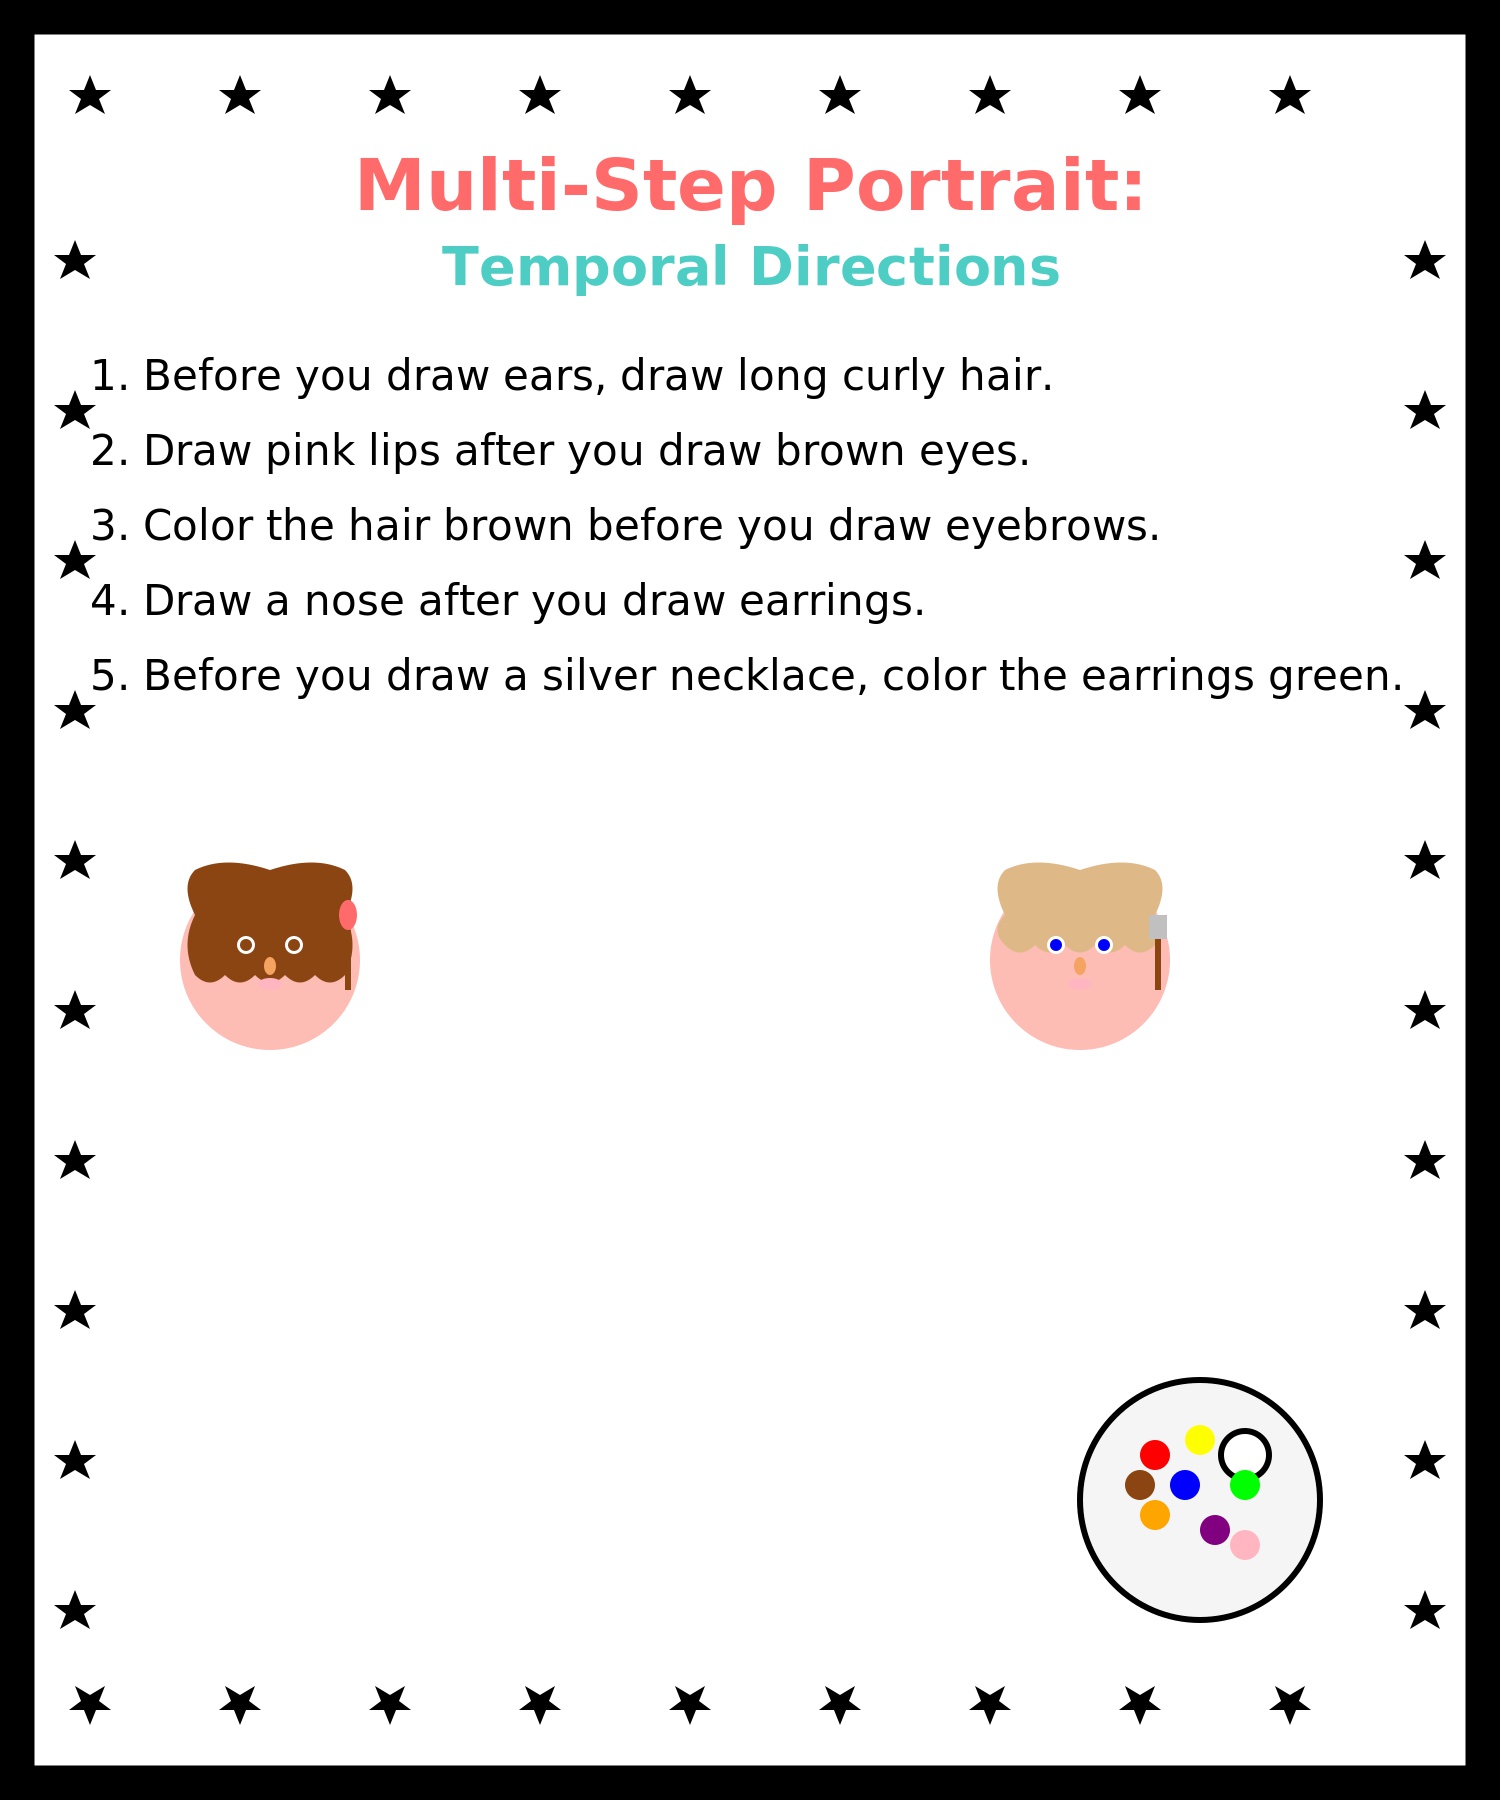 Multi-Step Portrait:
Temporal Directions
1. Before you draw ears, draw long curly hair.
2. Draw pink lips after you draw brown eyes.
3. Color the hair brown before you draw eyebrows.
4. Draw a nose after you draw earrings.
5. Before you draw a silver necklace, color the earrings green.